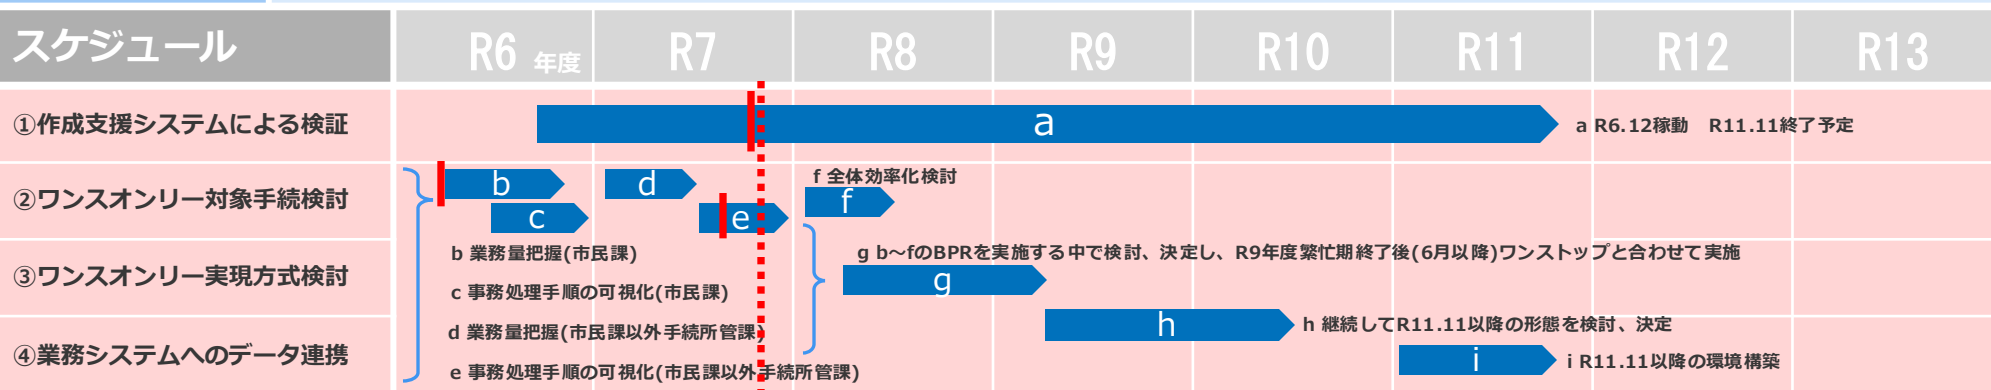 スケジュール
R6 年度
R7
R8
R9
R10
R11
R12
R13
①作成支援システムによる検証
a
a R6.12稼動　R11.11終了予定
②ワンスオンリー対象手続検討
b
d
f 全体効率化検討
f
c
e
b 業務量把握(市民課)
g b～fのBPRを実施する中で検討、決定し、R9年度繁忙期終了後(6月以降)ワンストップと合わせて実施
③ワンスオンリー実現方式検討
g
c 事務処理手順の可視化(市民課)
h
h 継続してR11.11以降の形態を検討、決定
d 業務量把握(市民課以外手続所管課)
④業務システムへのデータ連携
i
i R11.11以降の環境構築
e 事務処理手順の可視化(市民課以外手続所管課)